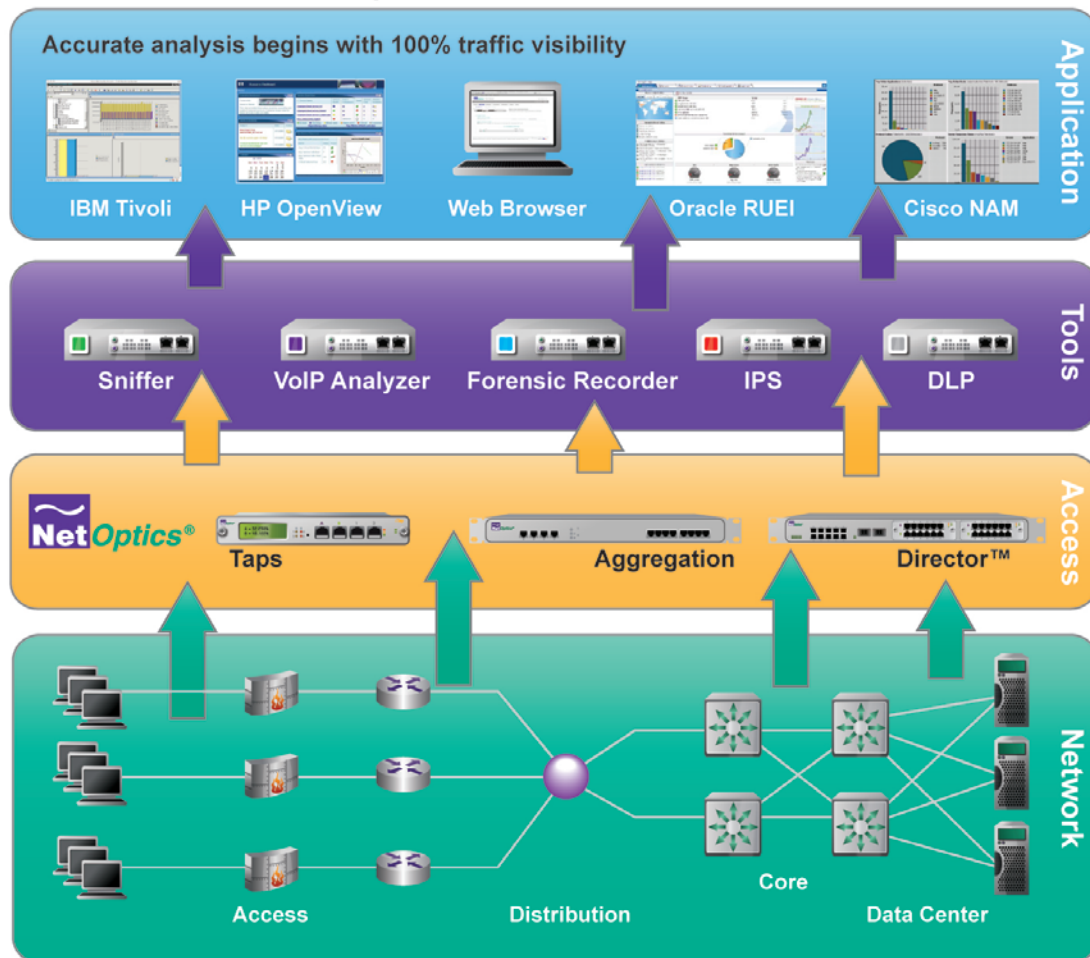 Accurate analysis begins with 100% traffic visibility
Application
IBM Tivoli
HP OpenView
Web Browser
Oracle RUEI
Cisco NAM
Tools
Sniffer
VoIP Analyzer
Forensic Recorder
IPS
DLP
Access
NetOptics®
Taps
Aggregation
Director™
Network
Access
Distribution
Core
Data Center